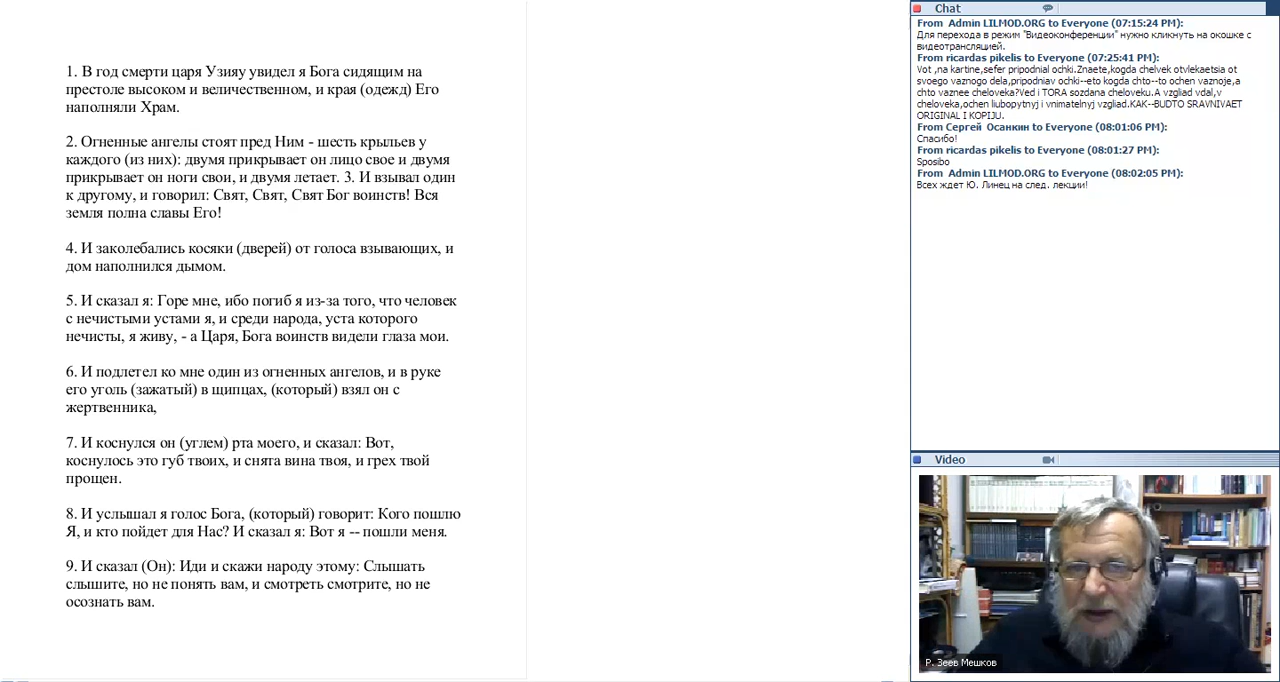 1. В год смерти царя Узияу увидел я Бога сидящим на
престоле высоком и величественном, и края (одежд) Его
наполняли Храм.
2. Огненные ангелы стоят пред Ним - шесть крыльев у
каждого (из них): двумя прикрывает он лицо свое и двумя
прикрывает он ноги свои, и двумя летает. 3. И взывал один
к другому, и говорил: Свят, Свят, Свят Бог воинств! Вся
земля полна славы Его!
4. И заколебались косяки (дверей) от голоса взывающих, и
дом наполнился дымом.
5. И сказал я: Горе мне, ибо погиб я из-за того, что человек
с нечистыми устами я, и среди народа, уста которого
нечисты, я живу, - а Царя, Бога воинств видели глаза мои.
6. И подлетел ко мне один из огненных ангелов, и в руке
его уголь (зажатый) в щипцах, (который) взял он с
жертвенника,
7. И коснулся он (углем) рта моего, и сказал: Вот,
коснулось это губ твоих, и снята вина твоя, и грех твой
прощен.
8. И услышал я голос Бога, (который) говорит: Кого пошлю
Я, и кто пойдет для Нас? И сказал я: Вот я -- пошли меня.
9. И сказал (Он): Иди и скажи народу этому: Слышать
слышите, но не понять вам, и смотреть смотрите, но не
осознать вам.
Chat
From Admin LILMOD.ORG to Everyone (07:15:24 PM):
Для перехода в режим "Видеоконференции" нужно кликнуть на окошке с
видеотрансляцией.
From ricardas pikelis to Everyone (07:25:41 PM):
Vot ,na kartine,sefer pripodnial ochki.Znaete,kogda chelvek otvlekaetsia ot
svoego vaznogo dela,pripodniav ochki--eto kogda chto--to ochen vaznoje,a
chto vaznee cheloveka?Ved i TORA sozdana cheloveku.A vzgliad vdal,v
cheloveka,ochen liubopytnyj i vnimatelnyj vzgliad.KAK--BUDTO SRAVNIVAET
ORIGINAL I KOPIJU.
From Сергей Осанкин to Everyone (08:01:06 PM):
Спасибо!
From ricardas pikelis to Everyone (08:01:27 PM):
Sposibo
From Admin LILMOD.ORG to Everyone (08:02:05 PM):
Всех ждет Ю. Линец на след. лекции!
Video
Р. Зеев Мешков